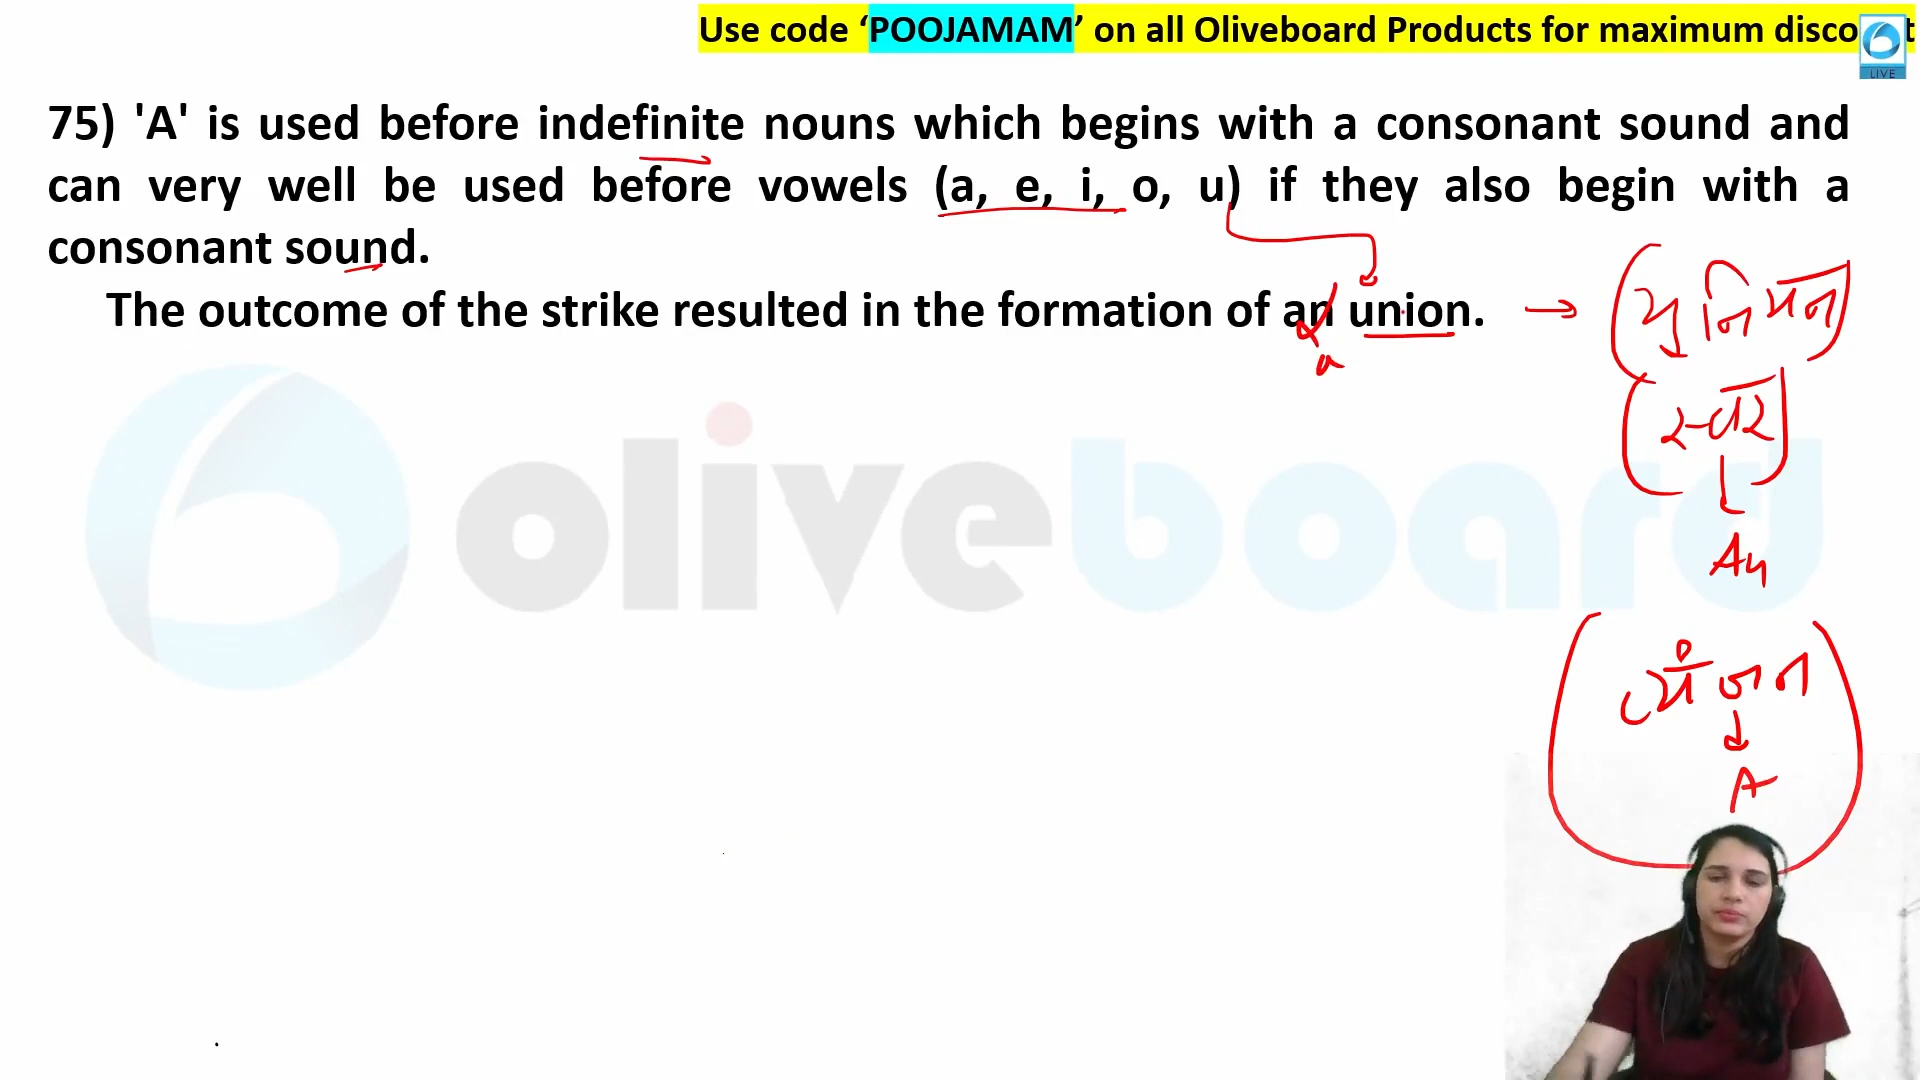 Use code ‘POOJAMAM’ on all Oliveboard Products for maximum disco t
LIVE
75) 'A' is used before indefinite nouns which begins with a consonant sound and
can very well be used before vowels (a, e, i, o, u) if they also begin with a
consonant sound.
The outcome of the strike resulted in the formation of an union.
a
यु नि यन
स्वर
An
व्यंजन
A
oliveboard